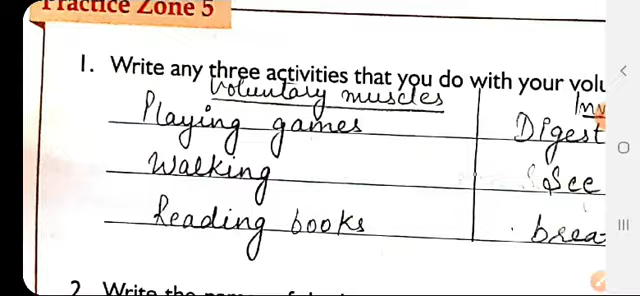 Practice Zone 5
1. Write any three activities that you do with your volu
Voluntary muscles Inv
Playing games Digest
Walking See
Reading books brea
2 Write the